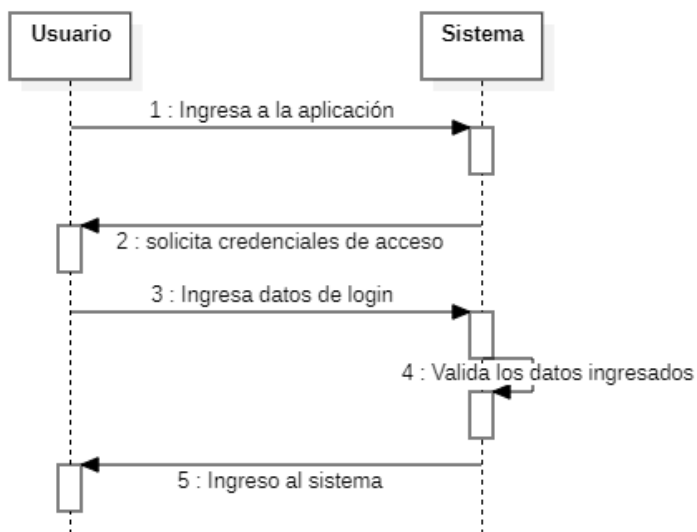 Usuario
Sistema
1 : Ingresa a la aplicación
2 : solicita credenciales de acceso
3 : Ingresa datos de login
4 : Valida los datos ingresados
5 : Ingreso al sistema